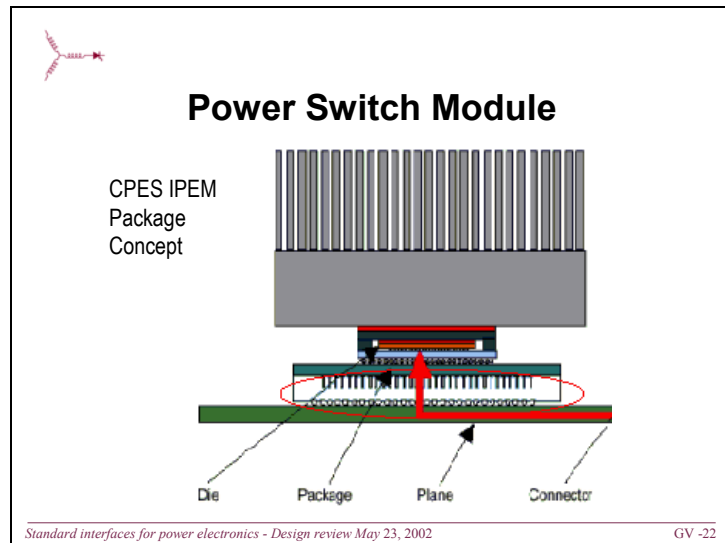 Power Switch Module
CPES IPEM
Package
Concept
Die Package Plane Connector
Standard interfaces for power electronics - Design review May 23, 2002 GV -22